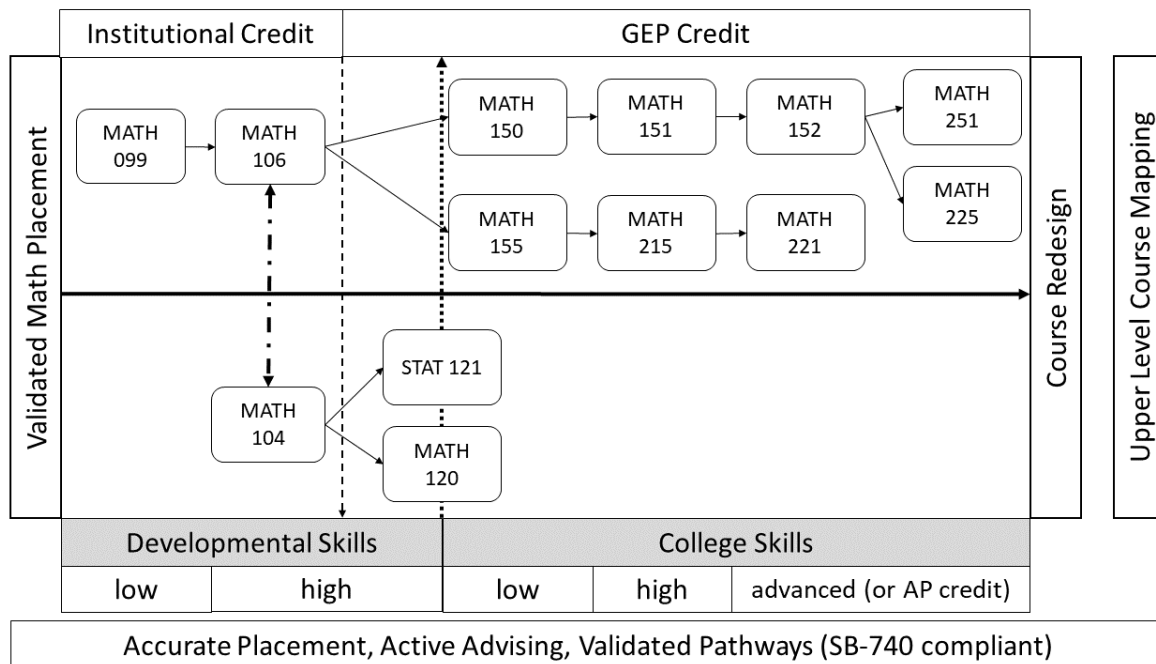 Institutional Credit
GEP Credit
Validated Math Placement
MATH
099
MATH
106
MATH
150
MATH
151
MATH
152
MATH
251
MATH
225
MATH
155
MATH
215
MATH
221
STAT 121
MATH
104
MATH
120
Course Redesign
Upper Level Course Mapping
Developmental Skills
College Skills
low
high
low
high
advanced (or AP credit)
Accurate Placement, Active Advising, Validated Pathways (SB-740 compliant)